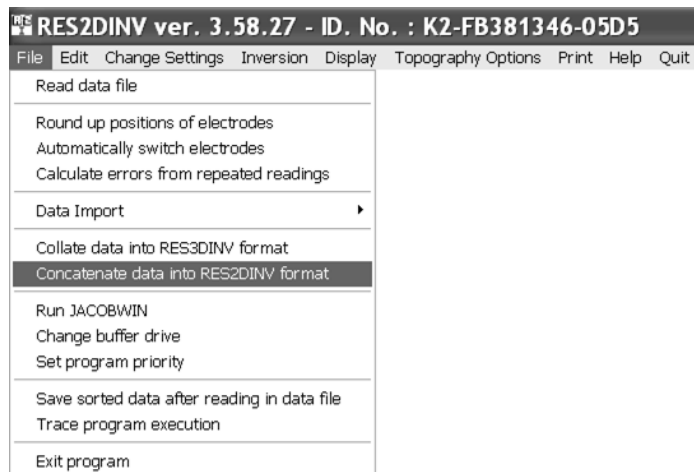 RES2DINV ver. 3.58.27 - ID. No. : K2-FB381346-05D5
File Edit Change Settings Inversion Display Topography Options Print Help Quit
Read data file
Round up positions of electrodes
Automatically switch electrodes
Calculate errors from repeated readings
Data Import
Collate data into RES3DINV format
Concatenate data into RES2DINV format
Run JACOBWIN
Change buffer drive
Set program priority
Save sorted data after reading in data file
Trace program execution
Exit program